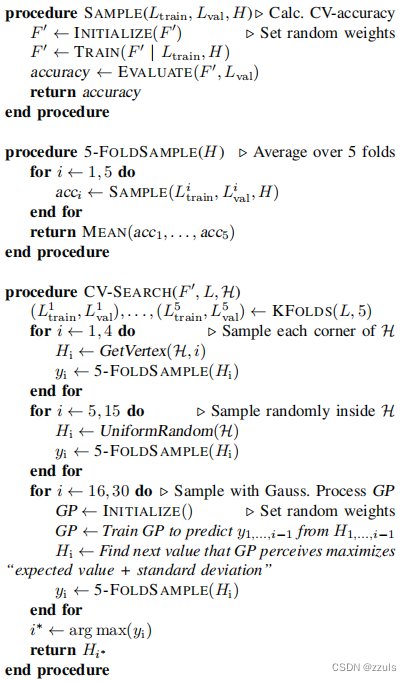 procedure SAMPLE(L_train, L_val, H) ▷ Calc. CV-accuracy
F′ ← INITIALIZE(F′) ▷ Set random weights
F′ ← TRAIN(F′ | L_train, H)
accuracy ← EVALUATE(F′, L_val)
return accuracy
end procedure
procedure 5-FOLDSAMPLE(H) ▷ Average over 5 folds
for i ← 1, 5 do
acc_i ← SAMPLE(L^i_train, L^i_val, H)
end for
return MEAN(acc_1, . . . , acc_5)
end procedure
procedure CV-SEARCH(F′, L, ℋ)
(L^1_train, L^1_val), . . . , (L^5_train, L^5_val) ← KFOLDS(L, 5)
for i ← 1, 4 do ▷ Sample each corner of ℋ
H_i ← GetVertex(ℋ, i)
y_i ← 5-FOLDSAMPLE(H_i)
end for
for i ← 5, 15 do ▷ Sample randomly inside ℋ
H_i ← UniformRandom(ℋ)
y_i ← 5-FOLDSAMPLE(H_i)
end for
for i ← 16, 30 do ▷ Sample with Gauss. Process GP
GP ← INITIALIZE() ▷ Set random weights
GP ← Train GP to predict y_1,...,i−1 from H_1,...,i−1
H_i ← Find next value that GP perceives maximizes
“expected value + standard deviation”
y_i ← 5-FOLDSAMPLE(H_i)
end for
i* ← arg max(y_i)
return H_i*
end procedure
CSDN @zzuls